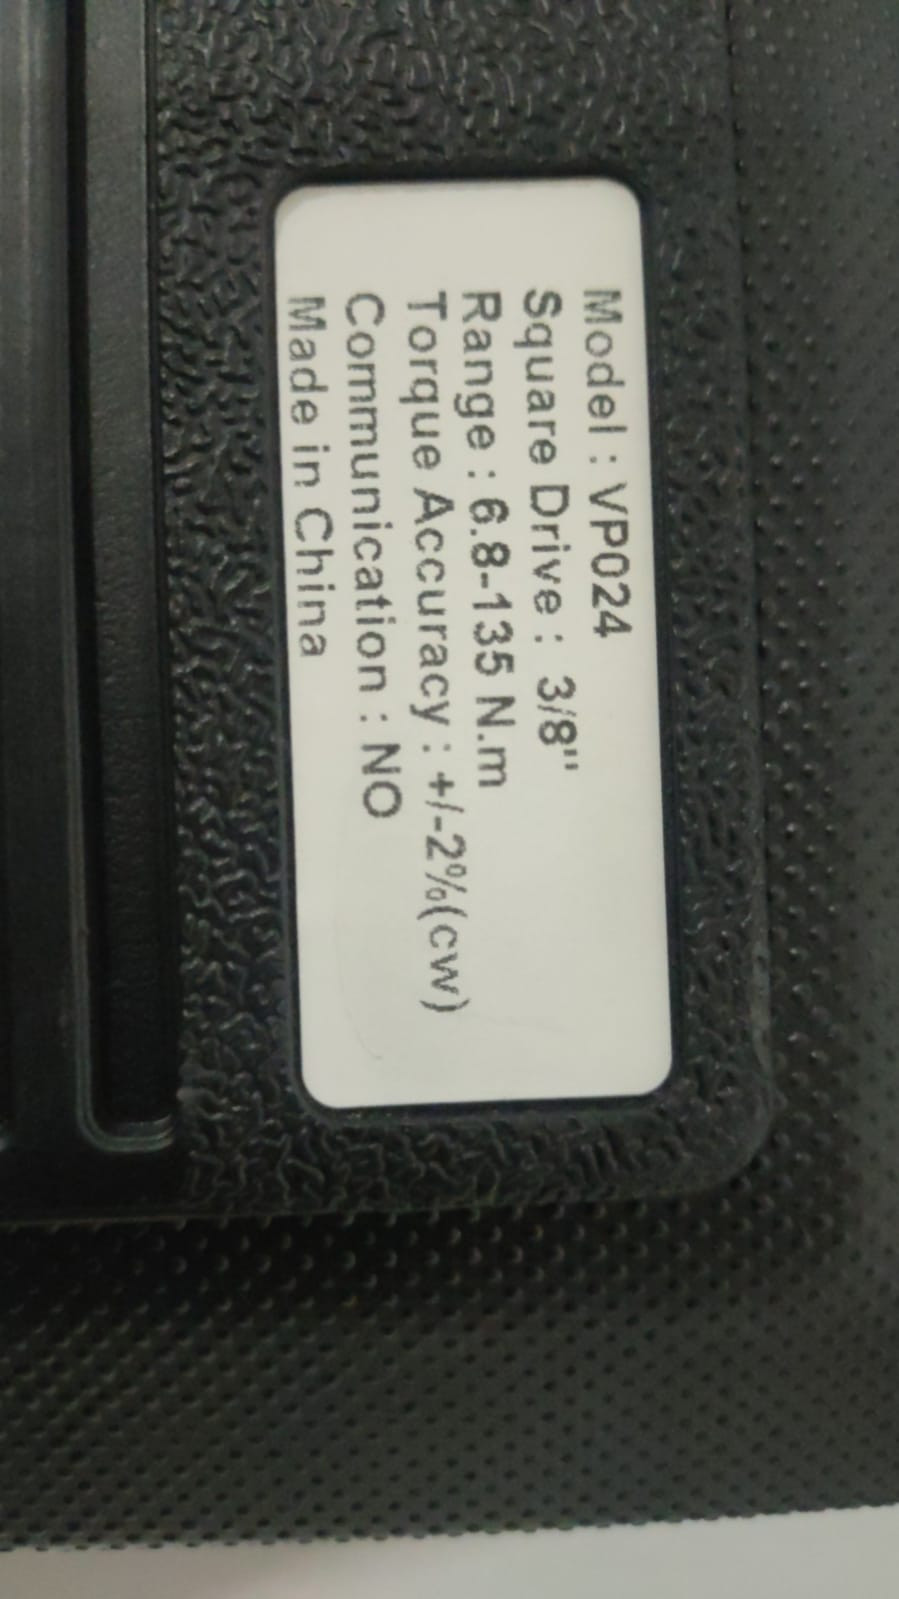 Model : VP024
Square Drive : 3/8"
Range : 6.8-135 N.m
Torque Accuracy : +/-2%(cw)
Communication : NO
Made in China